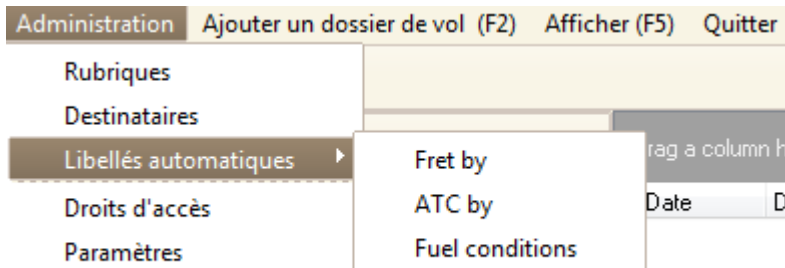 Administration Ajouter un dossier de vol (F2) Afficher (F5) Quitter
Rubriques
Destinataires
Libellés automatiques
Droits d'accès
Paramètres
Fret by
ATC by
Fuel conditions
a column
Date